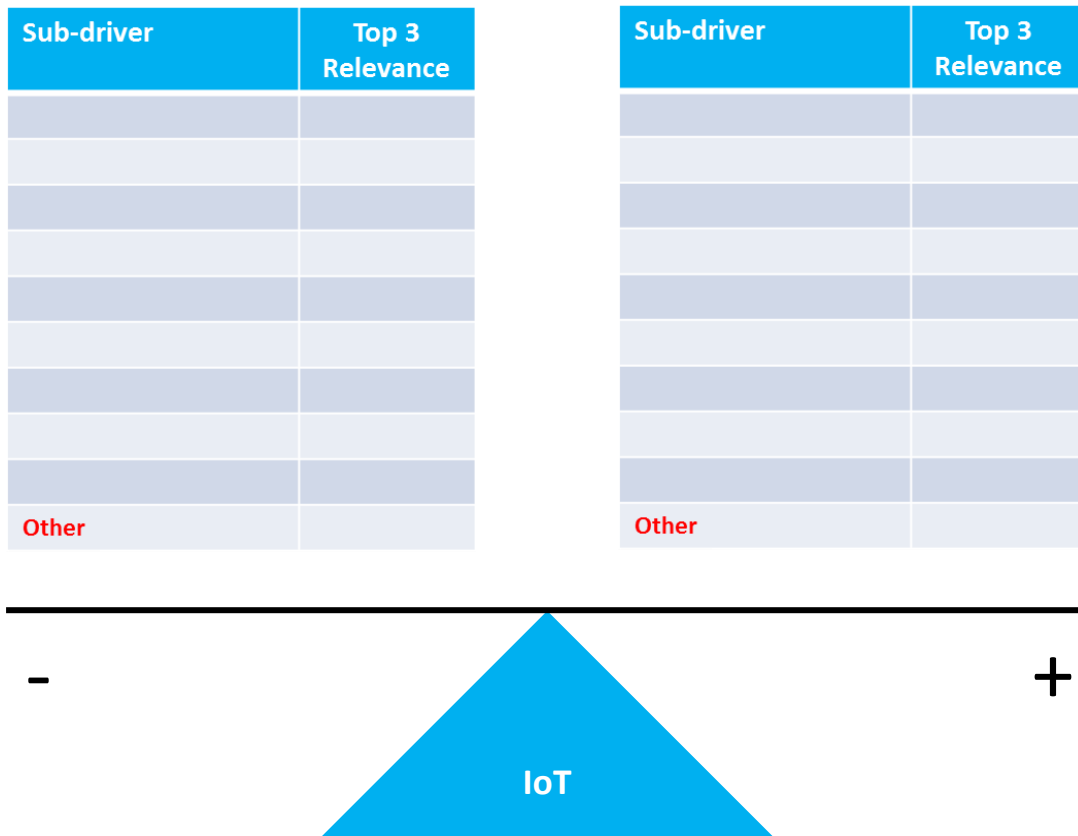 Sub-driver
Top 3
Relevance
Other
Sub-driver
Top 3
Relevance
Other
-
+
IoT